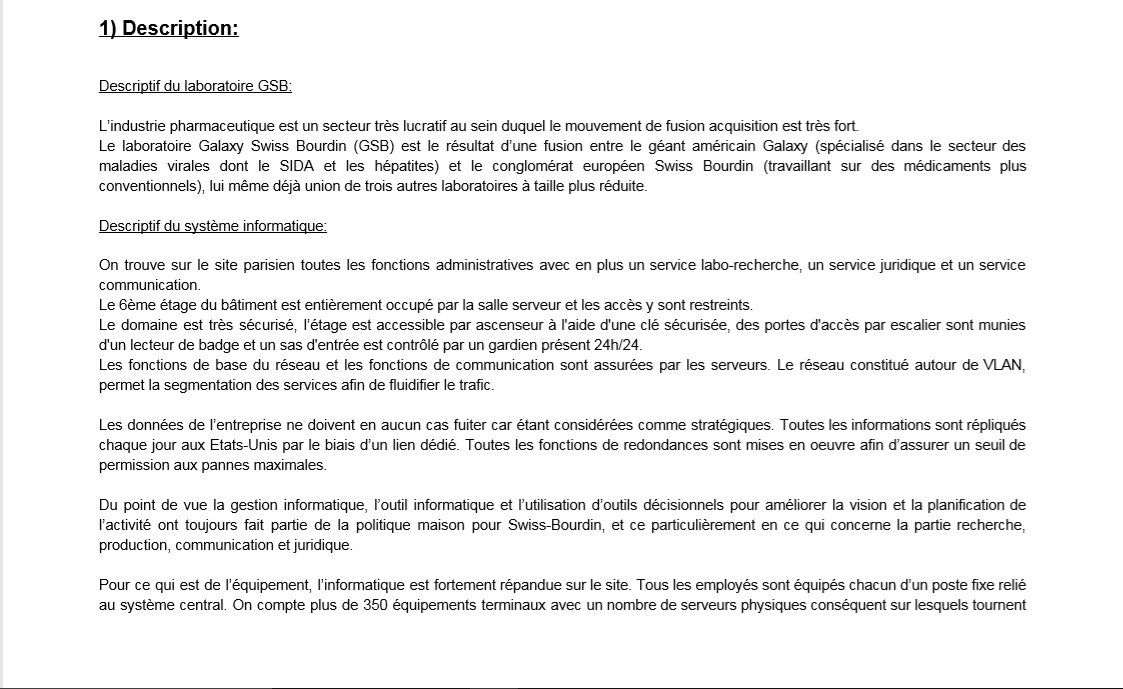 1) Description:
Descriptif du laboratoire GSB:
L'industrie pharmaceutique est un secteur très lucratif au sein duquel le mouvement de fusion acquisition est très fort.
Le laboratoire Galaxy Swiss Bourdin (GSB) est le résultat d'une fusion entre le géant américain Galaxy (spécialisé dans le secteur des
maladies virales dont le SIDA et les hépatites) et le conglomérat européen Swiss Bourdin (travaillant sur des médicaments plus
conventionnels), lui même déjà union de trois autres laboratoires à taille plus réduite.
Descriptif du système informatique:
On trouve sur le site parisien toutes les fonctions administratives avec en plus un service labo-recherche, un service juridique et un service
communication.
Le 6ème étage du bâtiment est entièrement occupé par la salle serveur et les accès y sont restreints.
Le domaine est très sécurisé, l'étage est accessible par ascenseur à l'aide d'une clé sécurisée, des portes d'accès par escalier sont munies
d'un lecteur de badge et un sas d'entrée est contrôlé par un gardien présent 24h/24.
Les fonctions de base du réseau et les fonctions de communication sont assurées par les serveurs. Le réseau constitué autour de VLAN,
permet la segmentation des services afin de fluidifier le trafic.
Les données de l'entreprise ne doivent en aucun cas fuiter car étant considérées comme stratégiques. Toutes les informations sont répliqués
chaque jour aux Etats-Unis par le biais d'un lien dédié. Toutes les fonctions de redondances sont mises en oeuvre afin d'assurer un seuil de
permission aux pannes maximales.
Du point de vue la gestion informatique, l'outil informatique et l'utilisation d'outils décisionnels pour améliorer la vision et la planification de
l'activité ont toujours fait partie de la politique maison pour Swiss-Bourdin, et ce particulièrement en ce qui concerne la partie recherche,
production, communication et juridique.
Pour ce qui est de l'équipement, l'informatique est fortement répandue sur le site. Tous les employés sont équipés chacun d'un poste fixe relié
au système central. On compte plus de 350 équipements terminaux avec un nombre de serveurs physiques conséquent sur lesquels tournent